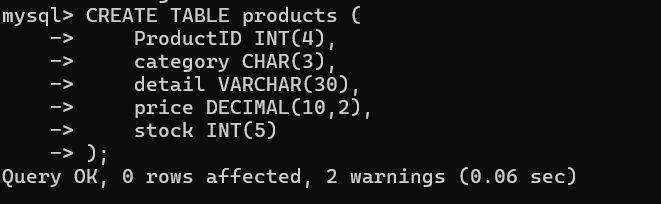 mysql> CREATE TABLE products (
    ->     ProductID INT(4),
    ->     category CHAR(3),
    ->     detail VARCHAR(30),
    ->     price DECIMAL(10,2),
    ->     stock INT(5)
    -> );
Query OK, 0 rows affected, 2 warnings (0.06 sec)